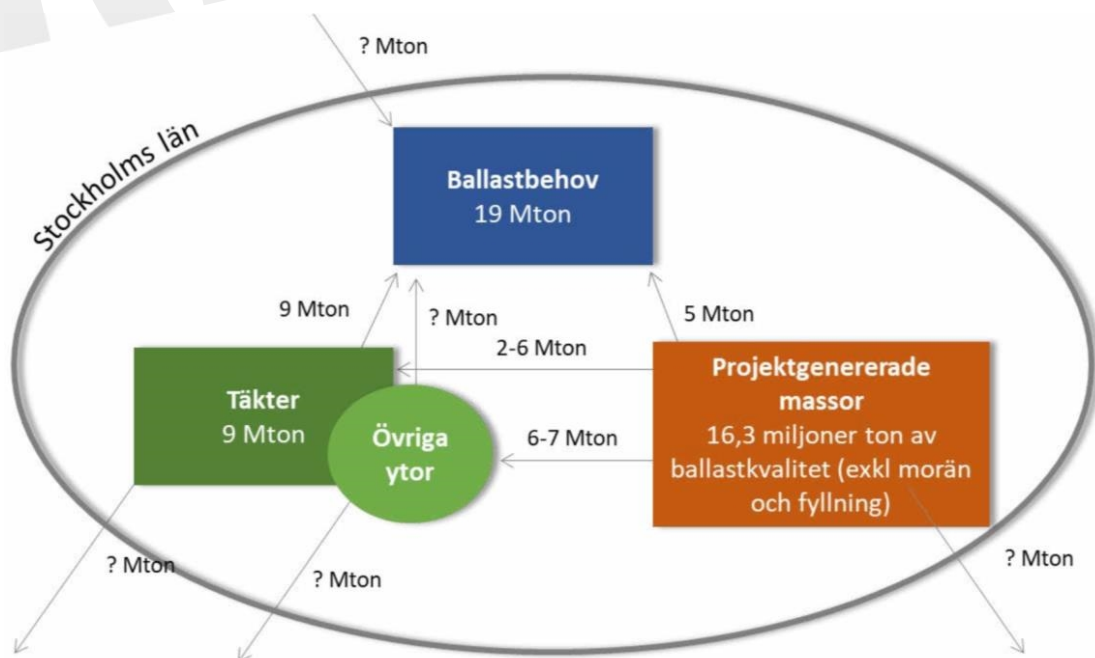 ? Mton
Stockholms län
Ballastbehov
19 Mton
9 Mton
? Mton
5 Mton
2-6 Mton
Täkter
9 Mton
Övriga
ytor
6-7 Mton
Projektgenererade
massor
16,3 miljoner ton av
ballastkvalitet (exkl morän
och fyllning)
? Mton
? Mton
? Mton